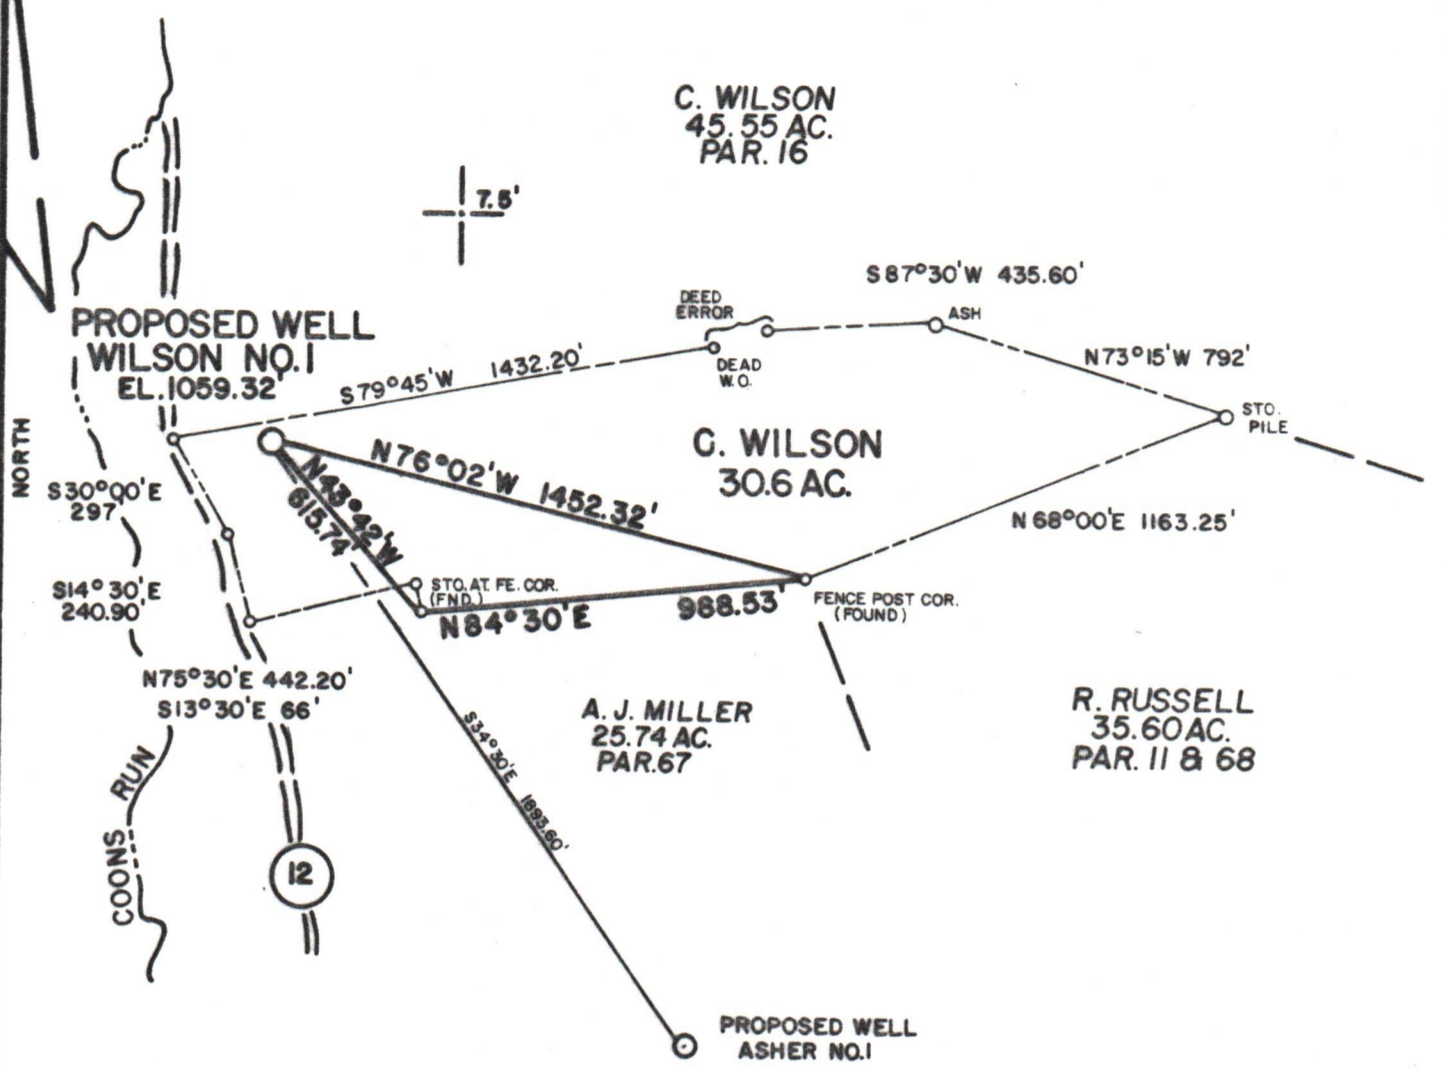 C. WILSON
45.55 AC.
PAR. 16
7.5'
S87°30'W 435.60'
DEED
ERROR
ASH
PROPOSED WELL
WILSON NO.1
EL. 1059.32'
N73°15'W 792'
S79°45'W 1432.20'
DEAD
W.O.
STO.
PILE
NORTH
C. WILSON
30.6 AC.
N76°02'W 1452.32'
S30°00'E
297'
N43°42'W
615.74'
N68°00'E 1163.25'
S14°30'E
240.90'
STO. AT. FE. COR.
(FND.)
N84°30'E 988.53'
FENCE POST COR.
(FOUND)
N75°30'E 442.20'
S13°30'E 66'
A. J. MILLER
25.74 AC.
PAR.67
R. RUSSELL
35.60 AC.
PAR. 11 & 68
S34°30'E 1893.60'
COONS RUN
12
PROPOSED WELL
ASHER NO.1